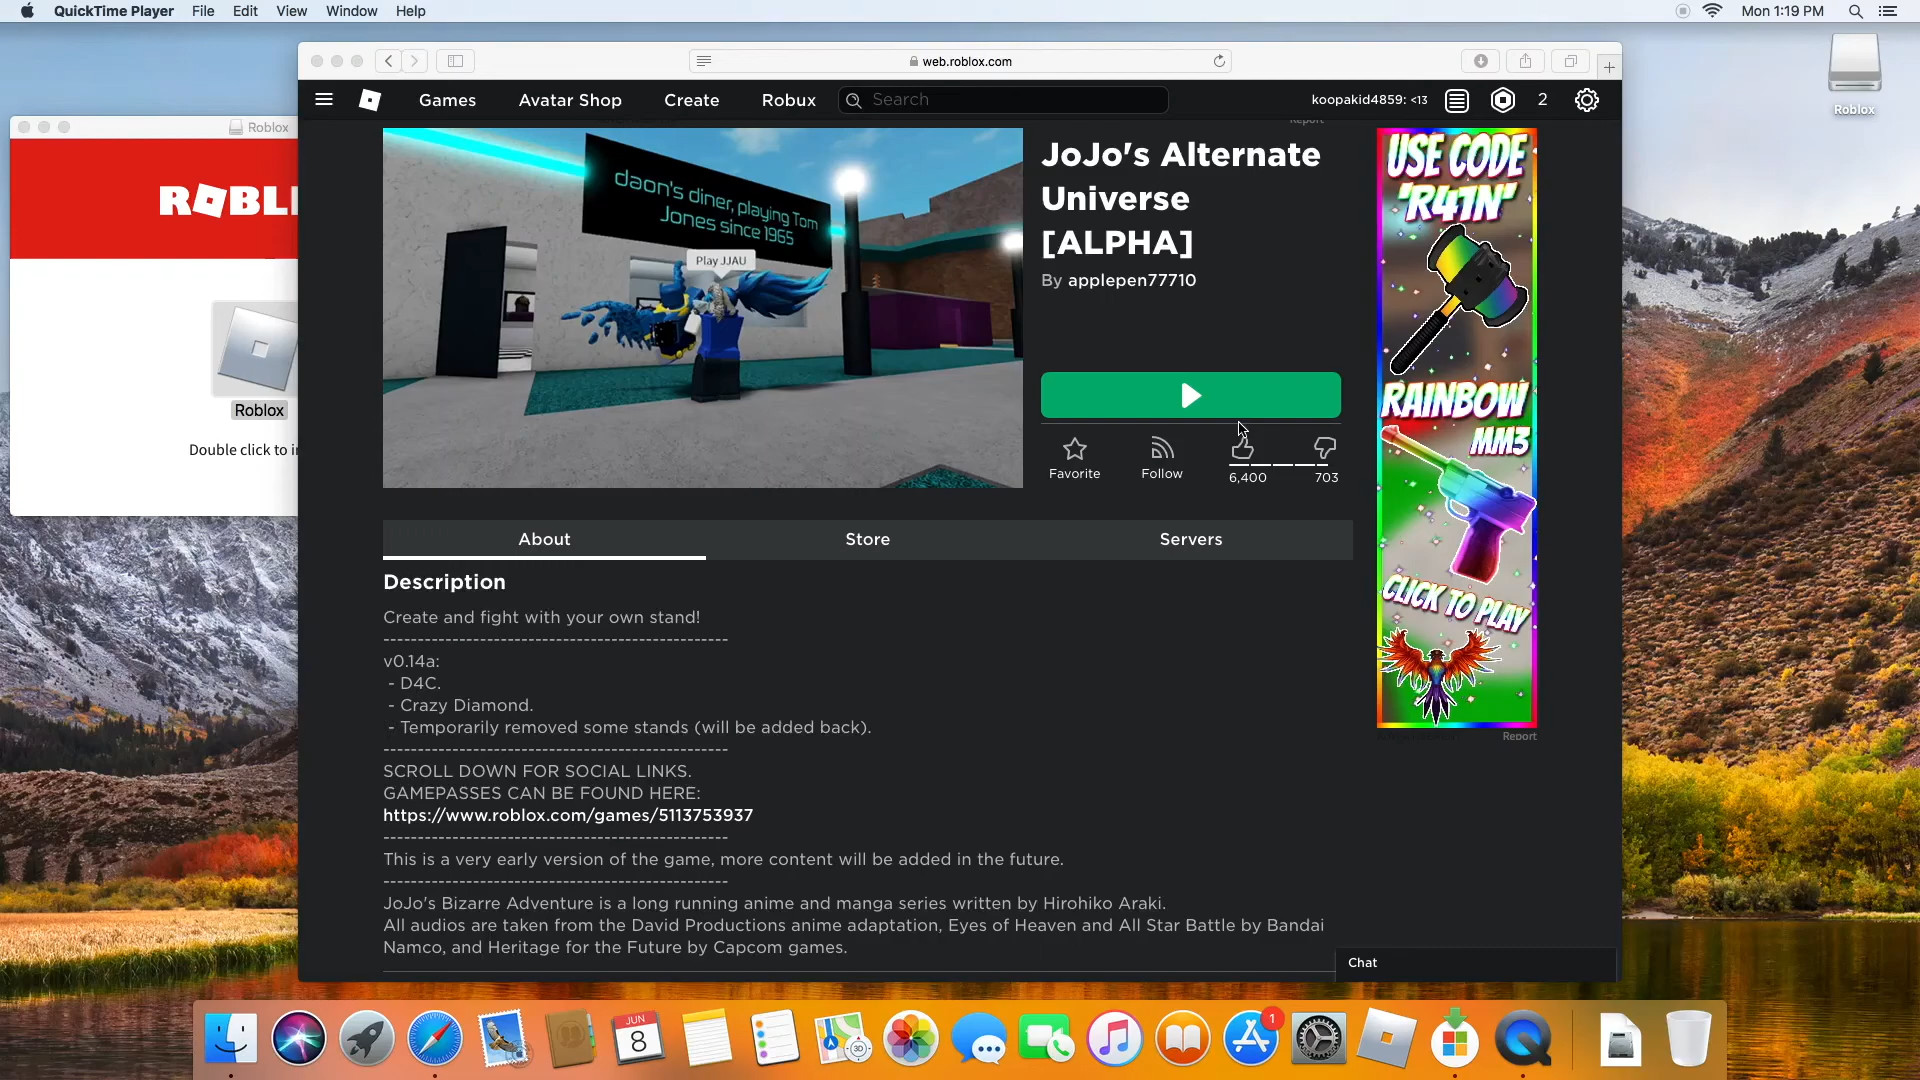 QuickTime Player File Edit View Window Help
Mon 1:19 PM
web.roblox.com
Roblox
Roblox
ROBL
Roblox
Games Avatar Shop Create Robux Search
koopakid4859: <13 2
Report
daon's diner, playing Tom
Jones since 1965
Play JJAU
JoJo's Alternate
Universe
[ALPHA]
By applepen77710
Favorite Follow 6,400 703
USE CODE
'R41N'
RAINBOW
MM3
CLICK TO PLAY
Report
Double click to in
About Store Servers
Description
Create and fight with your own stand!
--------------------------------------------------
v0.14a:
- D4C.
- Crazy Diamond.
- Temporarily removed some stands (will be added back).
--------------------------------------------------
SCROLL DOWN FOR SOCIAL LINKS.
GAMEPASSES CAN BE FOUND HERE:
https://www.roblox.com/games/5113753937
--------------------------------------------------
This is a very early version of the game, more content will be added in the future.
--------------------------------------------------
JoJo's Bizarre Adventure is a long running anime and manga series written by Hirohiko Araki.
All audios are taken from the David Productions anime adaptation, Eyes of Heaven and All Star Battle by Bandai
Namco, and Heritage for the Future by Capcom games.
Chat
JUN
8
3D
1